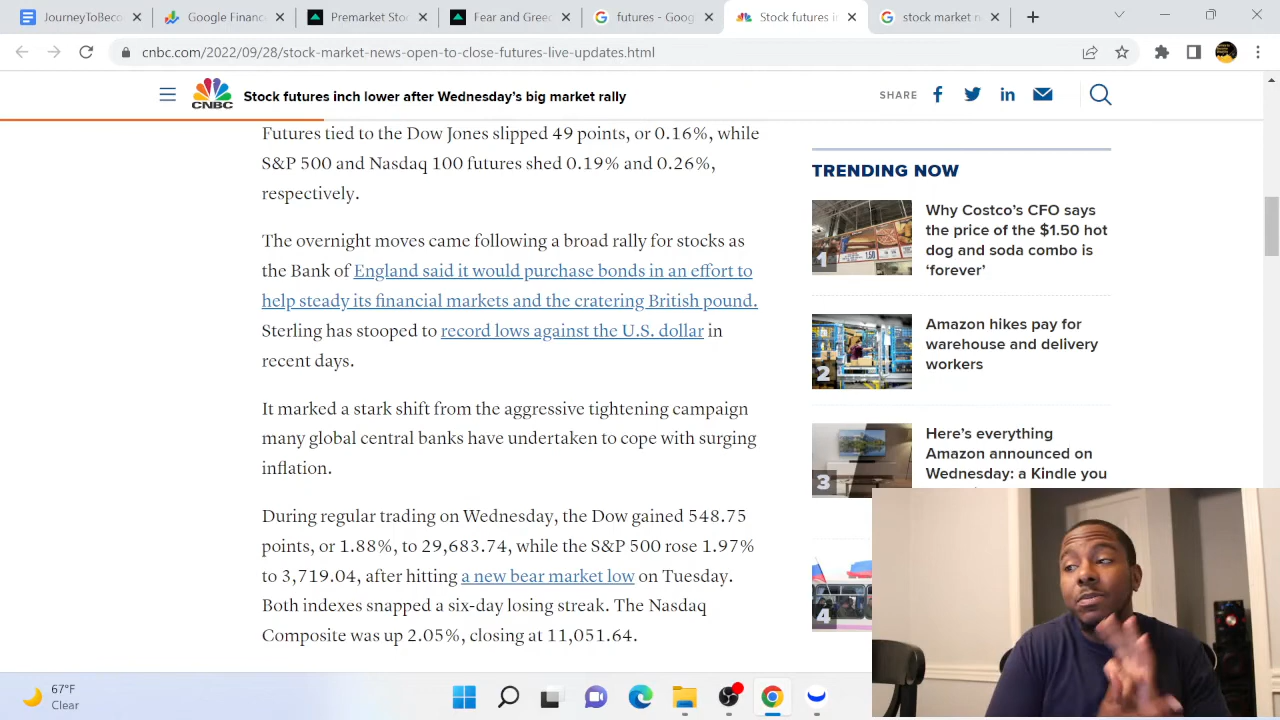 JourneyToBeco
Google Financ
Premarket
Fear and Greed
futures - Goog
Stock futures in
stock market n
cnbc.com/2022/09/28/stock-market-news-open-to-close-futures-live-updates.html
CNBC
Stock futures inch lower after Wednesday's big market rally
SHARE
Futures tied to the Dow Jones slipped 49 points, or 0.16%, while
S&P 500 and Nasdaq 100 futures shed 0.19% and 0.26%,
respectively.
The overnight moves came following a broad rally for stocks as
the Bank of England said it would purchase bonds in an effort to
help steady its financial markets and the cratering British pound.
Sterling has stooped to record lows against the U.S. dollar in
recent days.
It marked a stark shift from the aggressive tightening campaign
many global central banks have undertaken to cope with surging
inflation.
During regular trading on Wednesday, the Dow gained 548.75
points, or 1.88%, to 29,683.74, while the S&P 500 rose 1.97%
to 3,719.04, after hitting a new bear market low on Tuesday.
Both indexes snapped a six-day losing streak. The Nasdaq
Composite was up 2.05%, closing at 11,051.64.
TRENDING NOW
1
Why Costco's CFO says
the price of the $1.50 hot
dog and soda combo is
'forever'
2
Amazon hikes pay for
warehouse and delivery
workers
3
Here's everything
Amazon announced on
Wednesday: a Kindle you
4
67°F
Clear